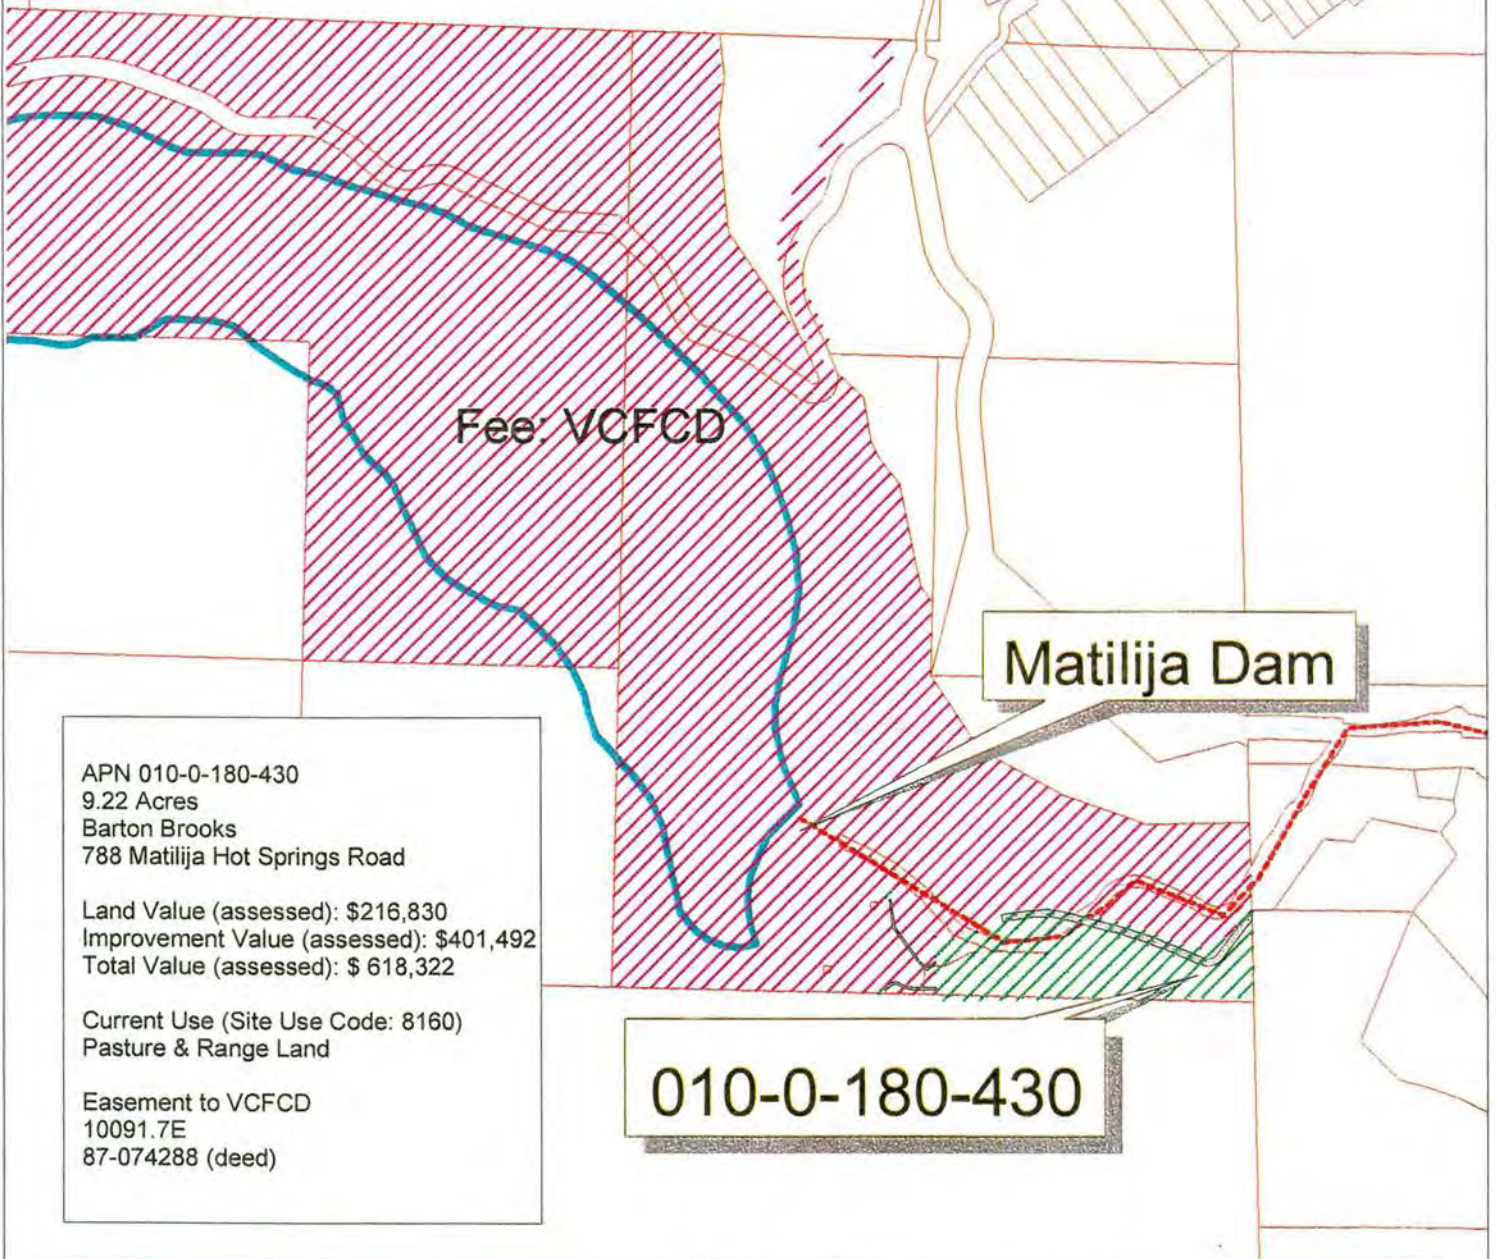 Fee: VCFCD
Matilija Dam
APN 010-0-180-430
9.22 Acres
Barton Brooks
788 Matilija Hot Springs Road
Land Value (assessed): $216,830
Improvement Value (assessed): $401,492
Total Value (assessed): $ 618,322
Current Use (Site Use Code: 8160)
Pasture & Range Land
Easement to VCFCD
10091.7E
87-074288 (deed)
010-0-180-430